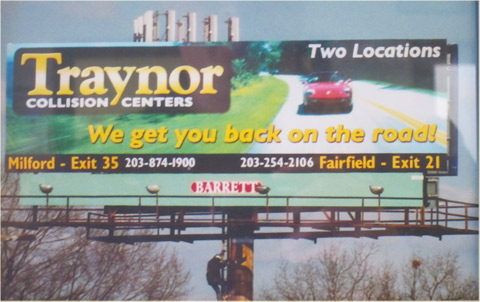 Two Locations
Traynor
COLLISION CENTERS
We get you back on the road!
Milford - Exit 35 203-874-1900 203-254-2106 Fairfield - Exit 21
BARRETT